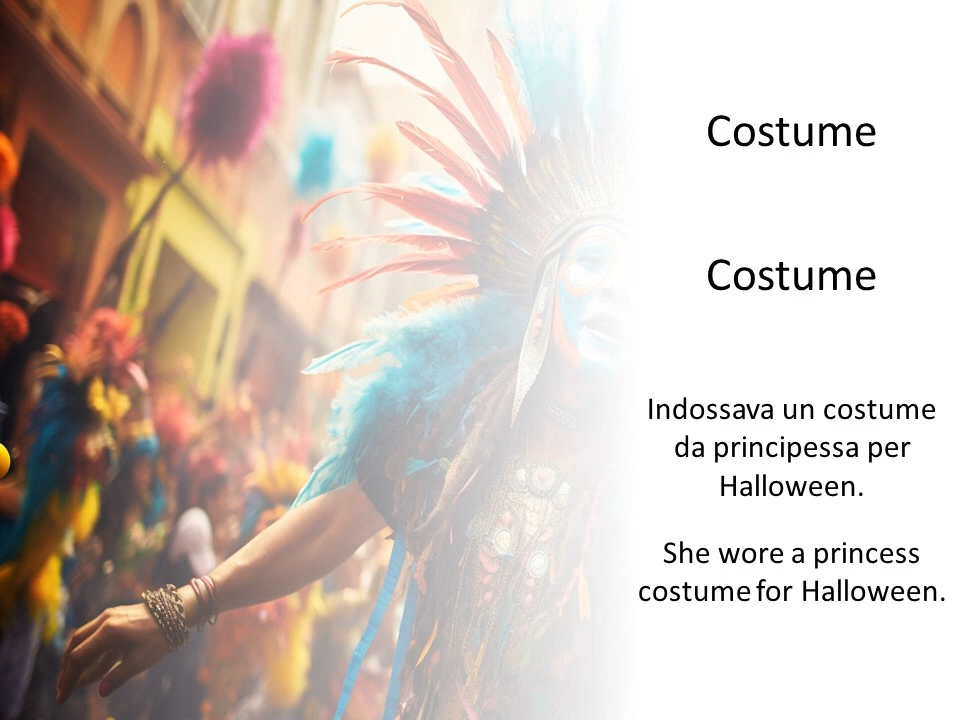 Costume
Costume
Indossava un costume
da principessa per
Halloween.
She wore a princess
costume for Halloween.